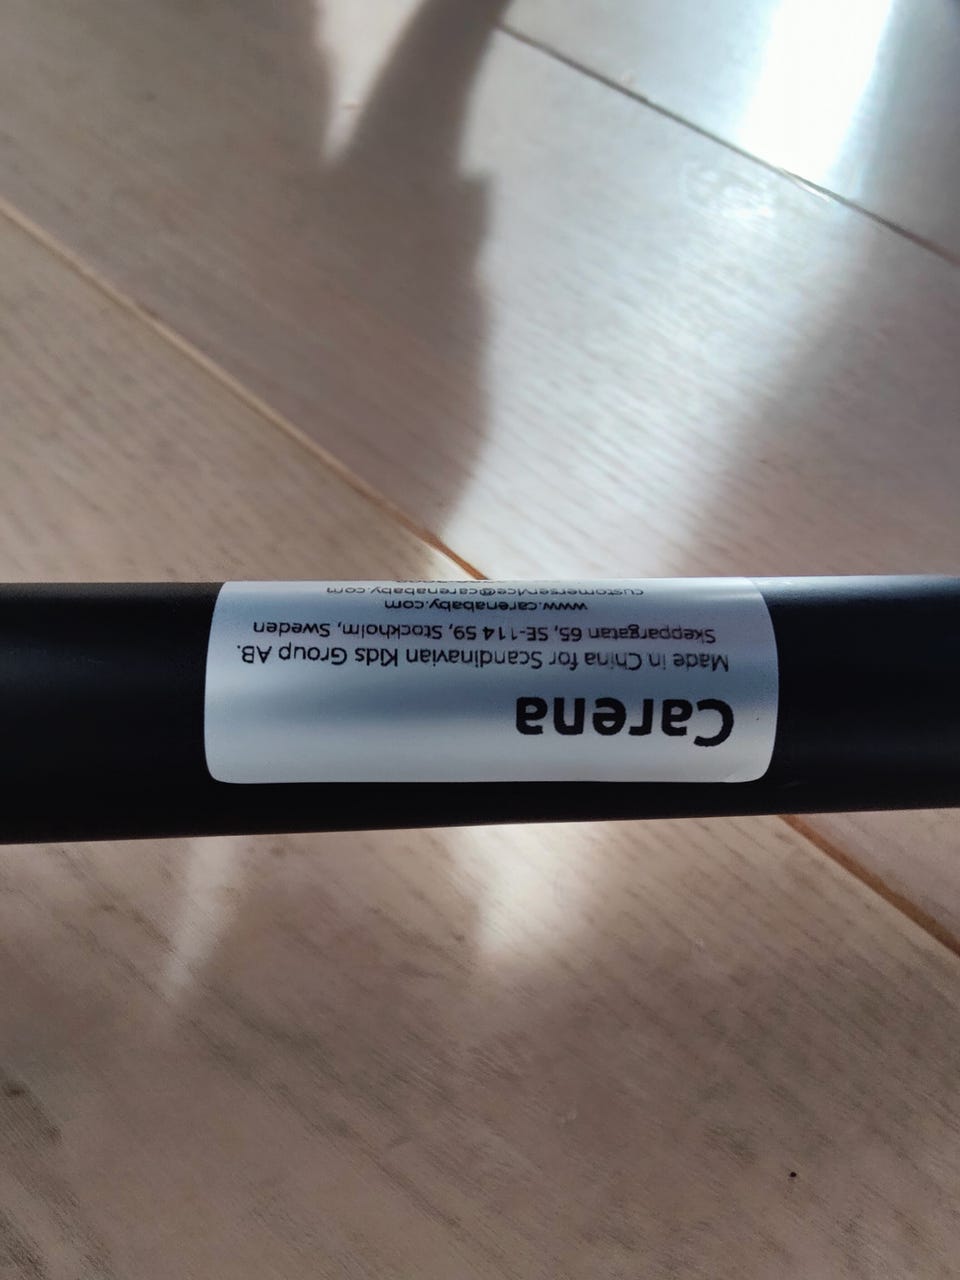 Carena
Made in China for Scandinavian Kids Group AB.
Skeppargatan 65, SE-114 59, Stockholm, Sweden
www.carenababy.com
customerservice@carenababy.com